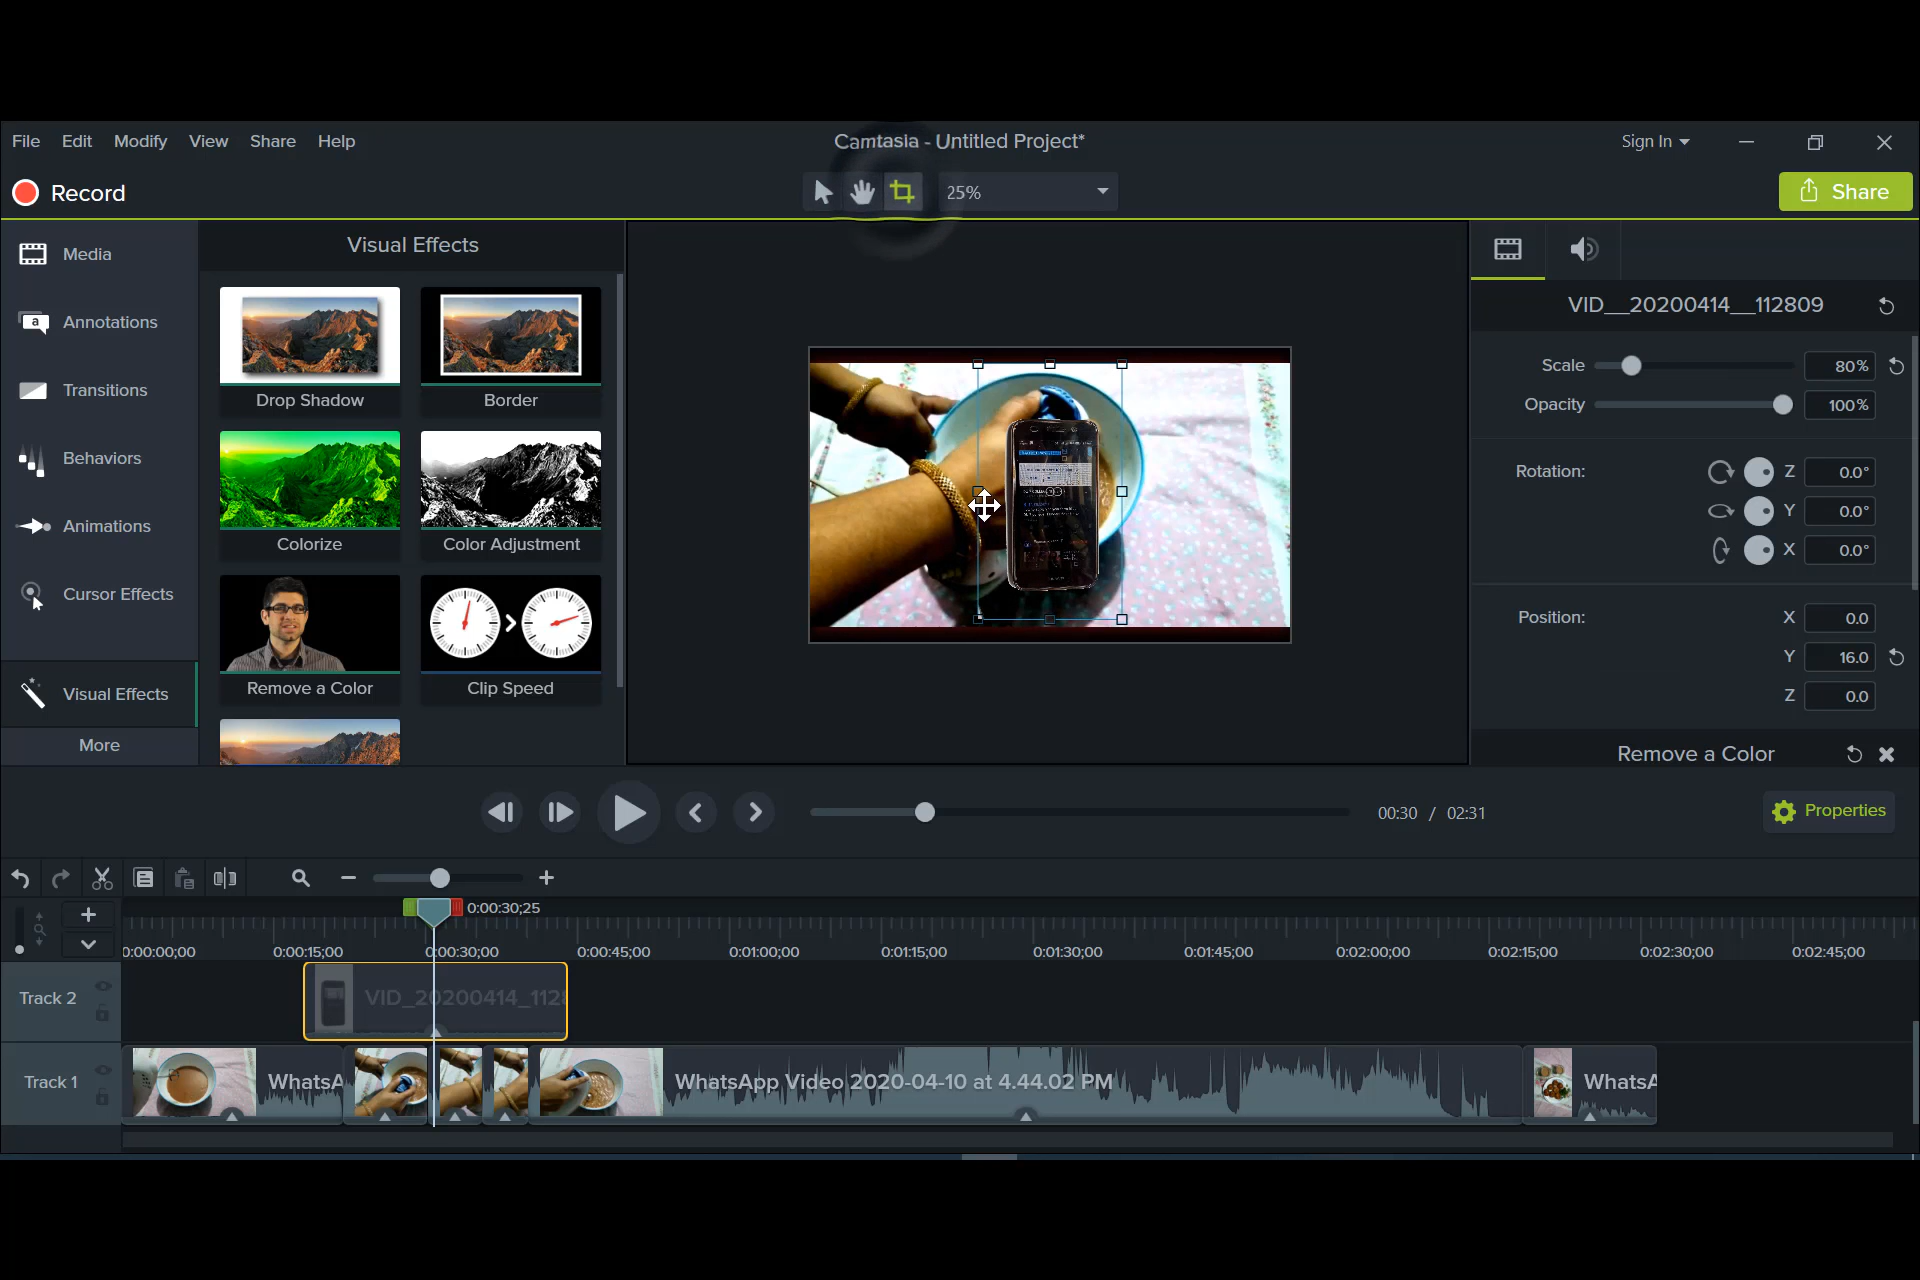 File Edit Modify View Share Help
Camtasia - Untitled Project*
Sign In
Record
25%
Share
Media
Annotations
Transitions
Behaviors
Animations
Cursor Effects
Visual Effects
More
Visual Effects
Drop Shadow
Border
Colorize
Color Adjustment
Remove a Color
Clip Speed
VID__20200414__112809
Scale 80%
Opacity 100%
Rotation: Z 0.0°
Y 0.0°
X 0.0°
Position: X 0.0
Y 16.0
Z 0.0
Remove a Color
00:30 / 02:31
Properties
0:00:30;25
0:00:00;00 0:00:15;00 0:00:30;00 0:00:45;00 0:01:00;00 0:01:15;00 0:01:30;00 0:01:45;00 0:02:00;00 0:02:15;00 0:02:30;00 0:02:45;00
Track 2
VID_20200414_1128
Track 1
WhatsA
WhatsApp Video 2020-04-10 at 4.44.02 PM
WhatsA